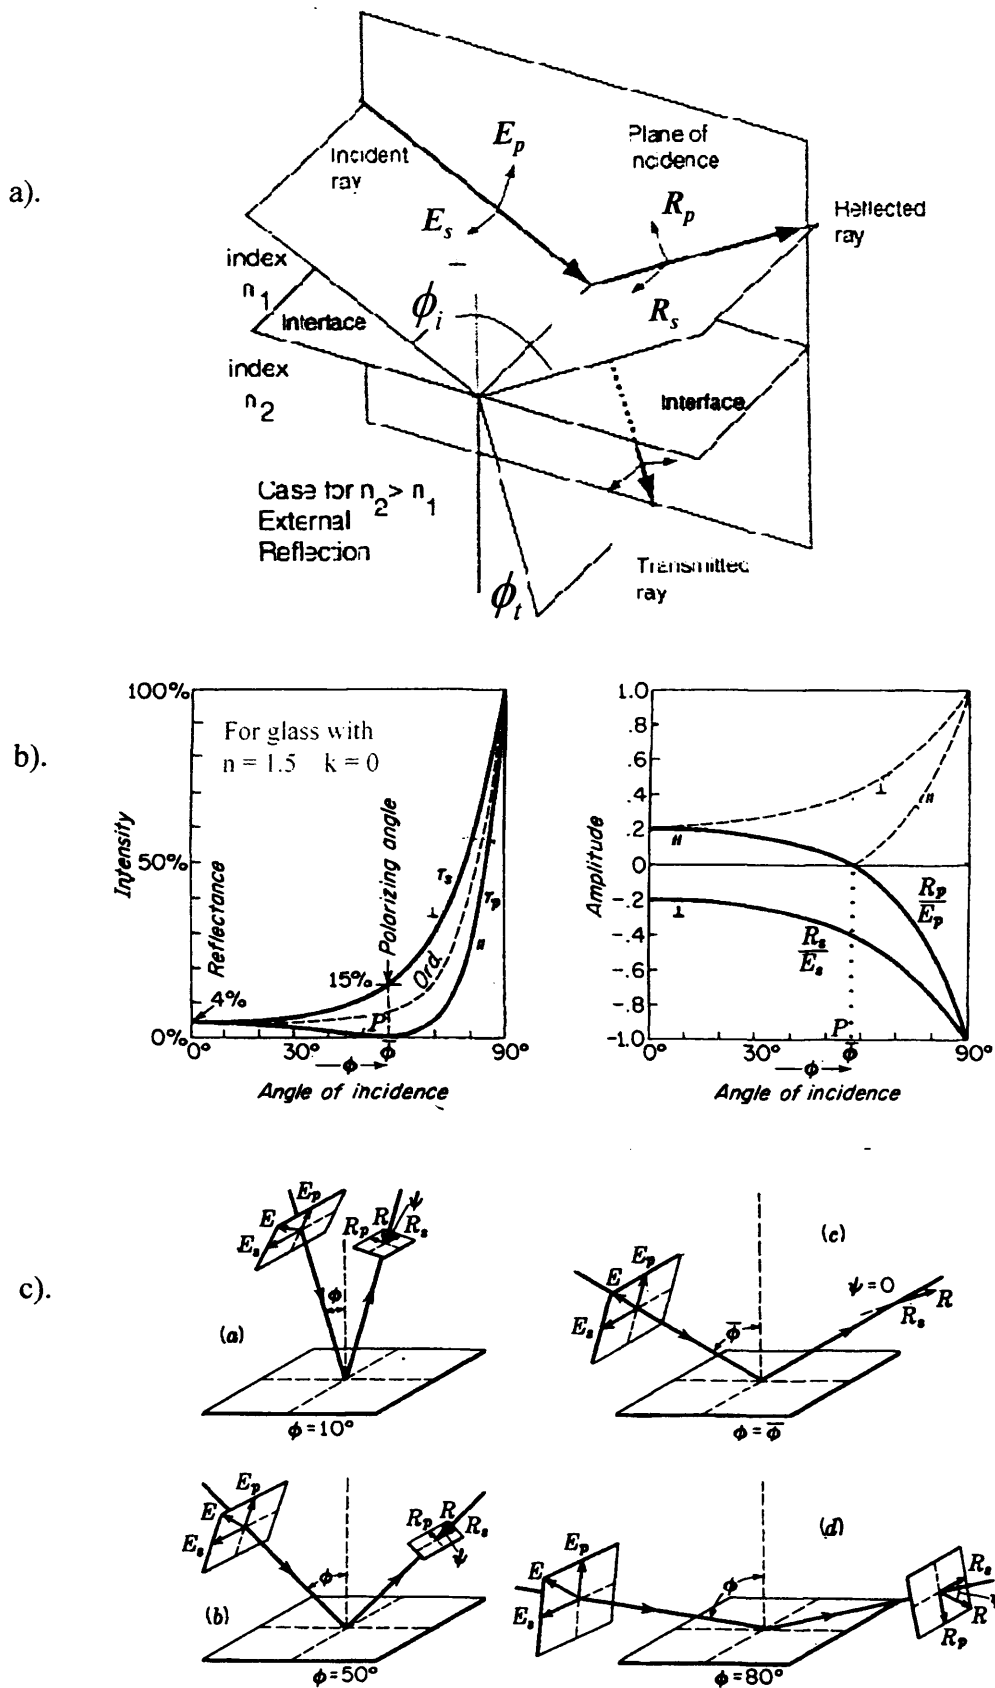 a).
Plane of
incidence
Incident
ray
E_p
E_s
R_p
R_s
Reflected
ray
index
n_1
Interface
ϕ_i
index
n_2
Interface
Case for n_2 > n_1
External
Reflection
ϕ_t
Transmitted
ray
b).
100%
50%
0%
Intensity
For glass with
n = 1.5 k = 0
Reflectance
4%
15%
Polarizing angle
r_s
⊥
Ord.
r_p
"
P
ϕ̅
0° 30° 90°
—ϕ→
Angle of incidence
1.0
.8
.6
.4
.2
0
-.2
-.4
-.6
-.8
-1.0
Amplitude
⊥
"
"
⊥
R_p
E_p
R_s
E_s
P
ϕ̅
0° 30° 90°
—ϕ→
Angle of incidence
c).
E_p
E
E_s
R_p
R
ψ
R_s
ϕ
(a)
ϕ=10°
(c)
E_p
E
E_s
ϕ̅
ψ=0
R_s
R
ϕ=ϕ̅
E_p
E
E_s
R_p
R
R_s
ψ
ϕ
(b)
ϕ=50°
(d)
E_p
E
E_s
ϕ
R_s
R
R_p
ϕ=80°